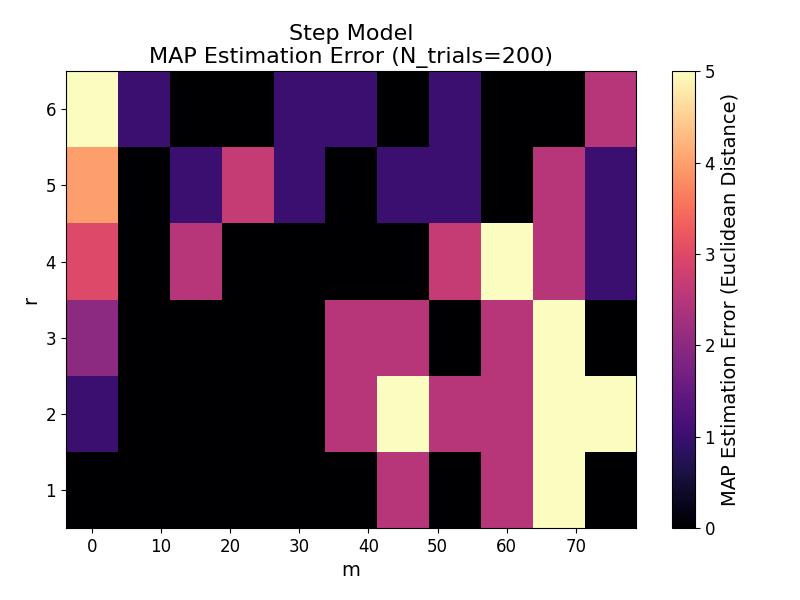 Step Model
MAP Estimation Error (N_trials=200)
6
5
4
3
2
1
r
0 10 20 30 40 50 60 70
m
5
4
3
2
1
0
MAP Estimation Error (Euclidean Distance)